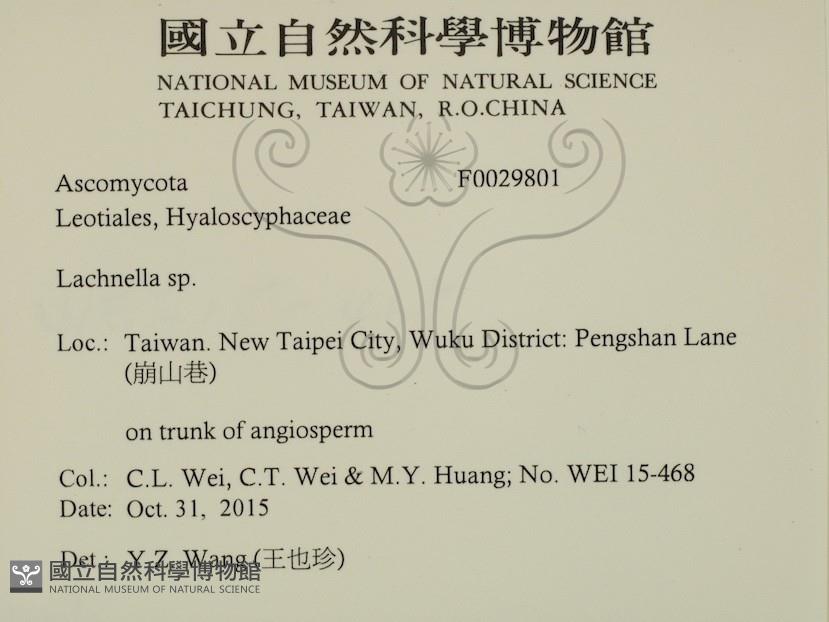 國立自然科學博物館
NATIONAL MUSEUM OF NATURAL SCIENCE
TAICHUNG, TAIWAN, R.O.CHINA
Ascomycota F0029801
Leotiales, Hyaloscyphaceae
Lachnella sp.
Loc.: Taiwan. New Taipei City, Wuku District: Pengshan Lane
(崩山巷)
on trunk of angiosperm
Col.: C.L. Wei, C.T. Wei & M.Y. Huang; No. WEI 15-468
Date: Oct. 31, 2015
Det.: Y.Z. Wang (王也珍)
國立自然科學博物館
NATIONAL MUSEUM OF NATURAL SCIENCE